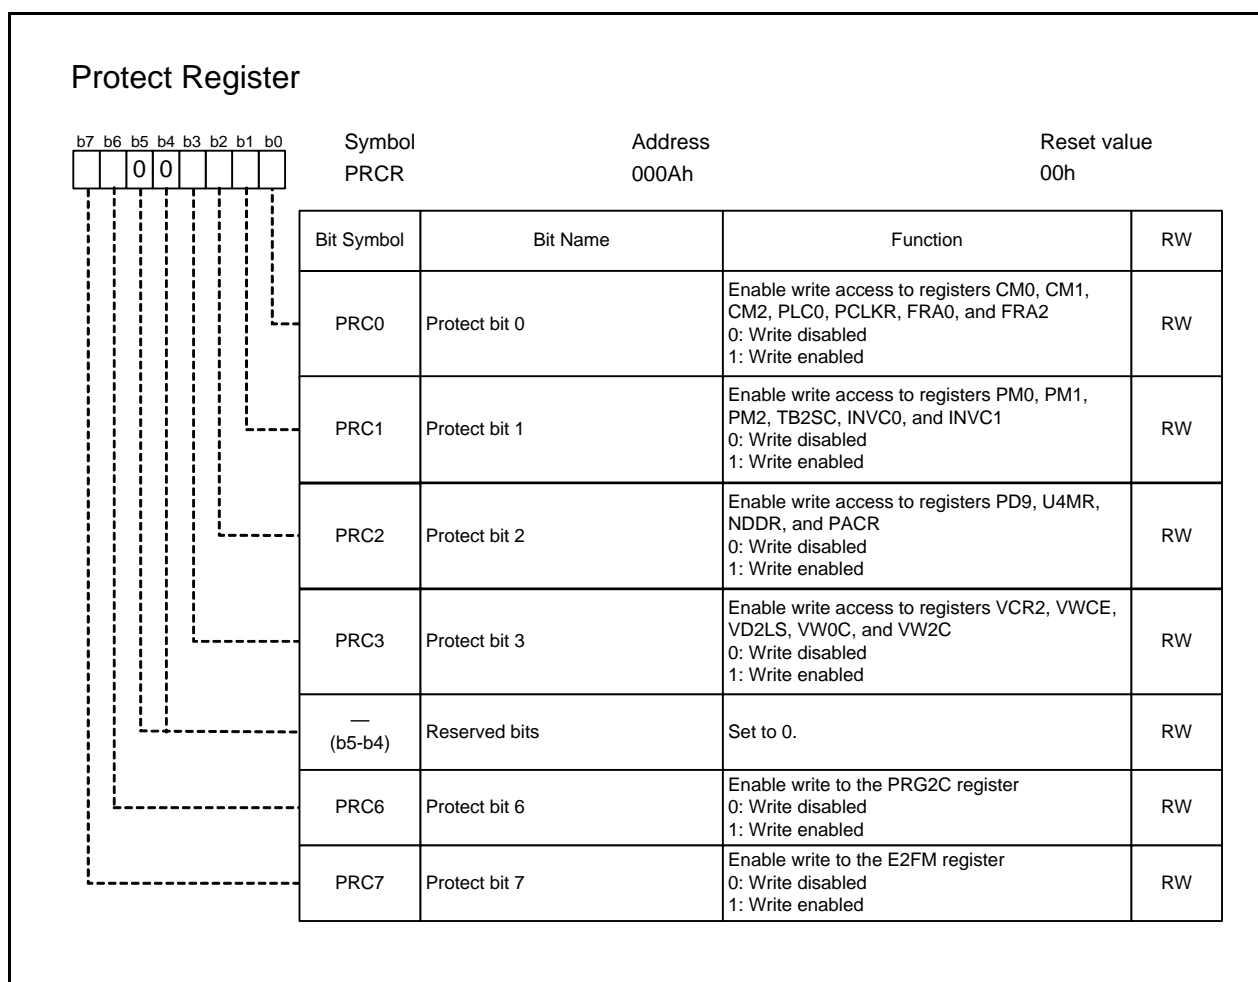 Protect Register
b7 b6 b5 b4 b3 b2 b1 b0
0 0
Symbol Address Reset value
PRCR 000Ah 00h
Bit Symbol Bit Name Function RW
PRC0 Protect bit 0 Enable write access to registers CM0, CM1,
CM2, PLC0, PCLKR, FRA0, and FRA2
0: Write disabled
1: Write enabled
RW
PRC1 Protect bit 1 Enable write access to registers PM0, PM1,
PM2, TB2SC, INVC0, and INVC1
0: Write disabled
1: Write enabled
RW
PRC2 Protect bit 2 Enable write access to registers PD9, U4MR,
NDDR, and PACR
0: Write disabled
1: Write enabled
RW
PRC3 Protect bit 3 Enable write access to registers VCR2, VWCE,
VD2LS, VW0C, and VW2C
0: Write disabled
1: Write enabled
RW
—
(b5-b4) Reserved bits Set to 0. RW
PRC6 Protect bit 6 Enable write to the PRG2C register
0: Write disabled
1: Write enabled
RW
PRC7 Protect bit 7 Enable write to the E2FM register
0: Write disabled
1: Write enabled
RW